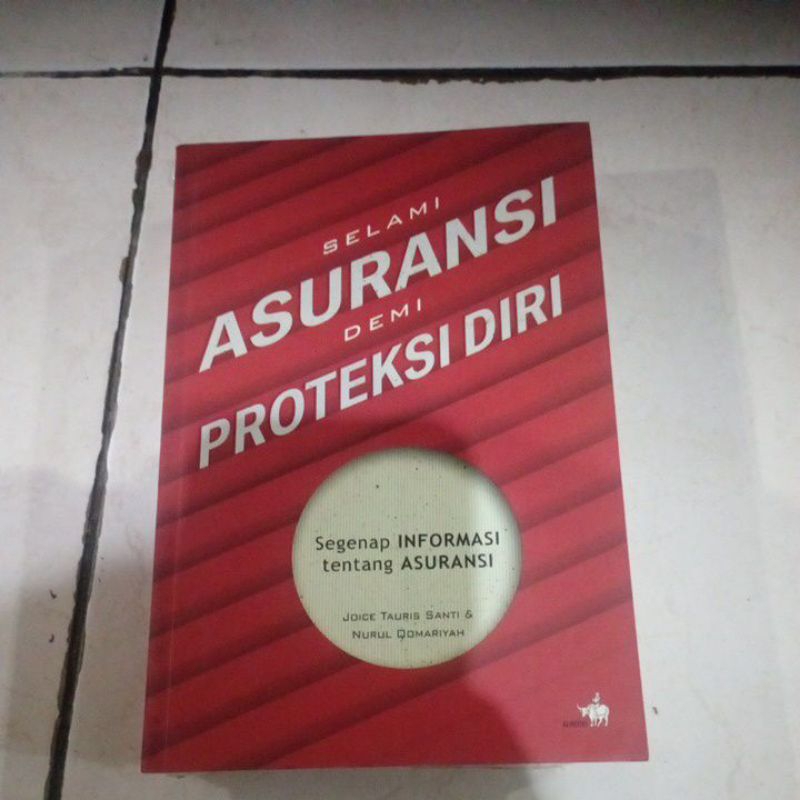 SELAMI
ASURANSI
DEMI
PROTEKSI DIRI
Segenap INFORMASI
tentang ASURANSI
JOICE TAURIS SANTI &
NURUL QOMARIYAH